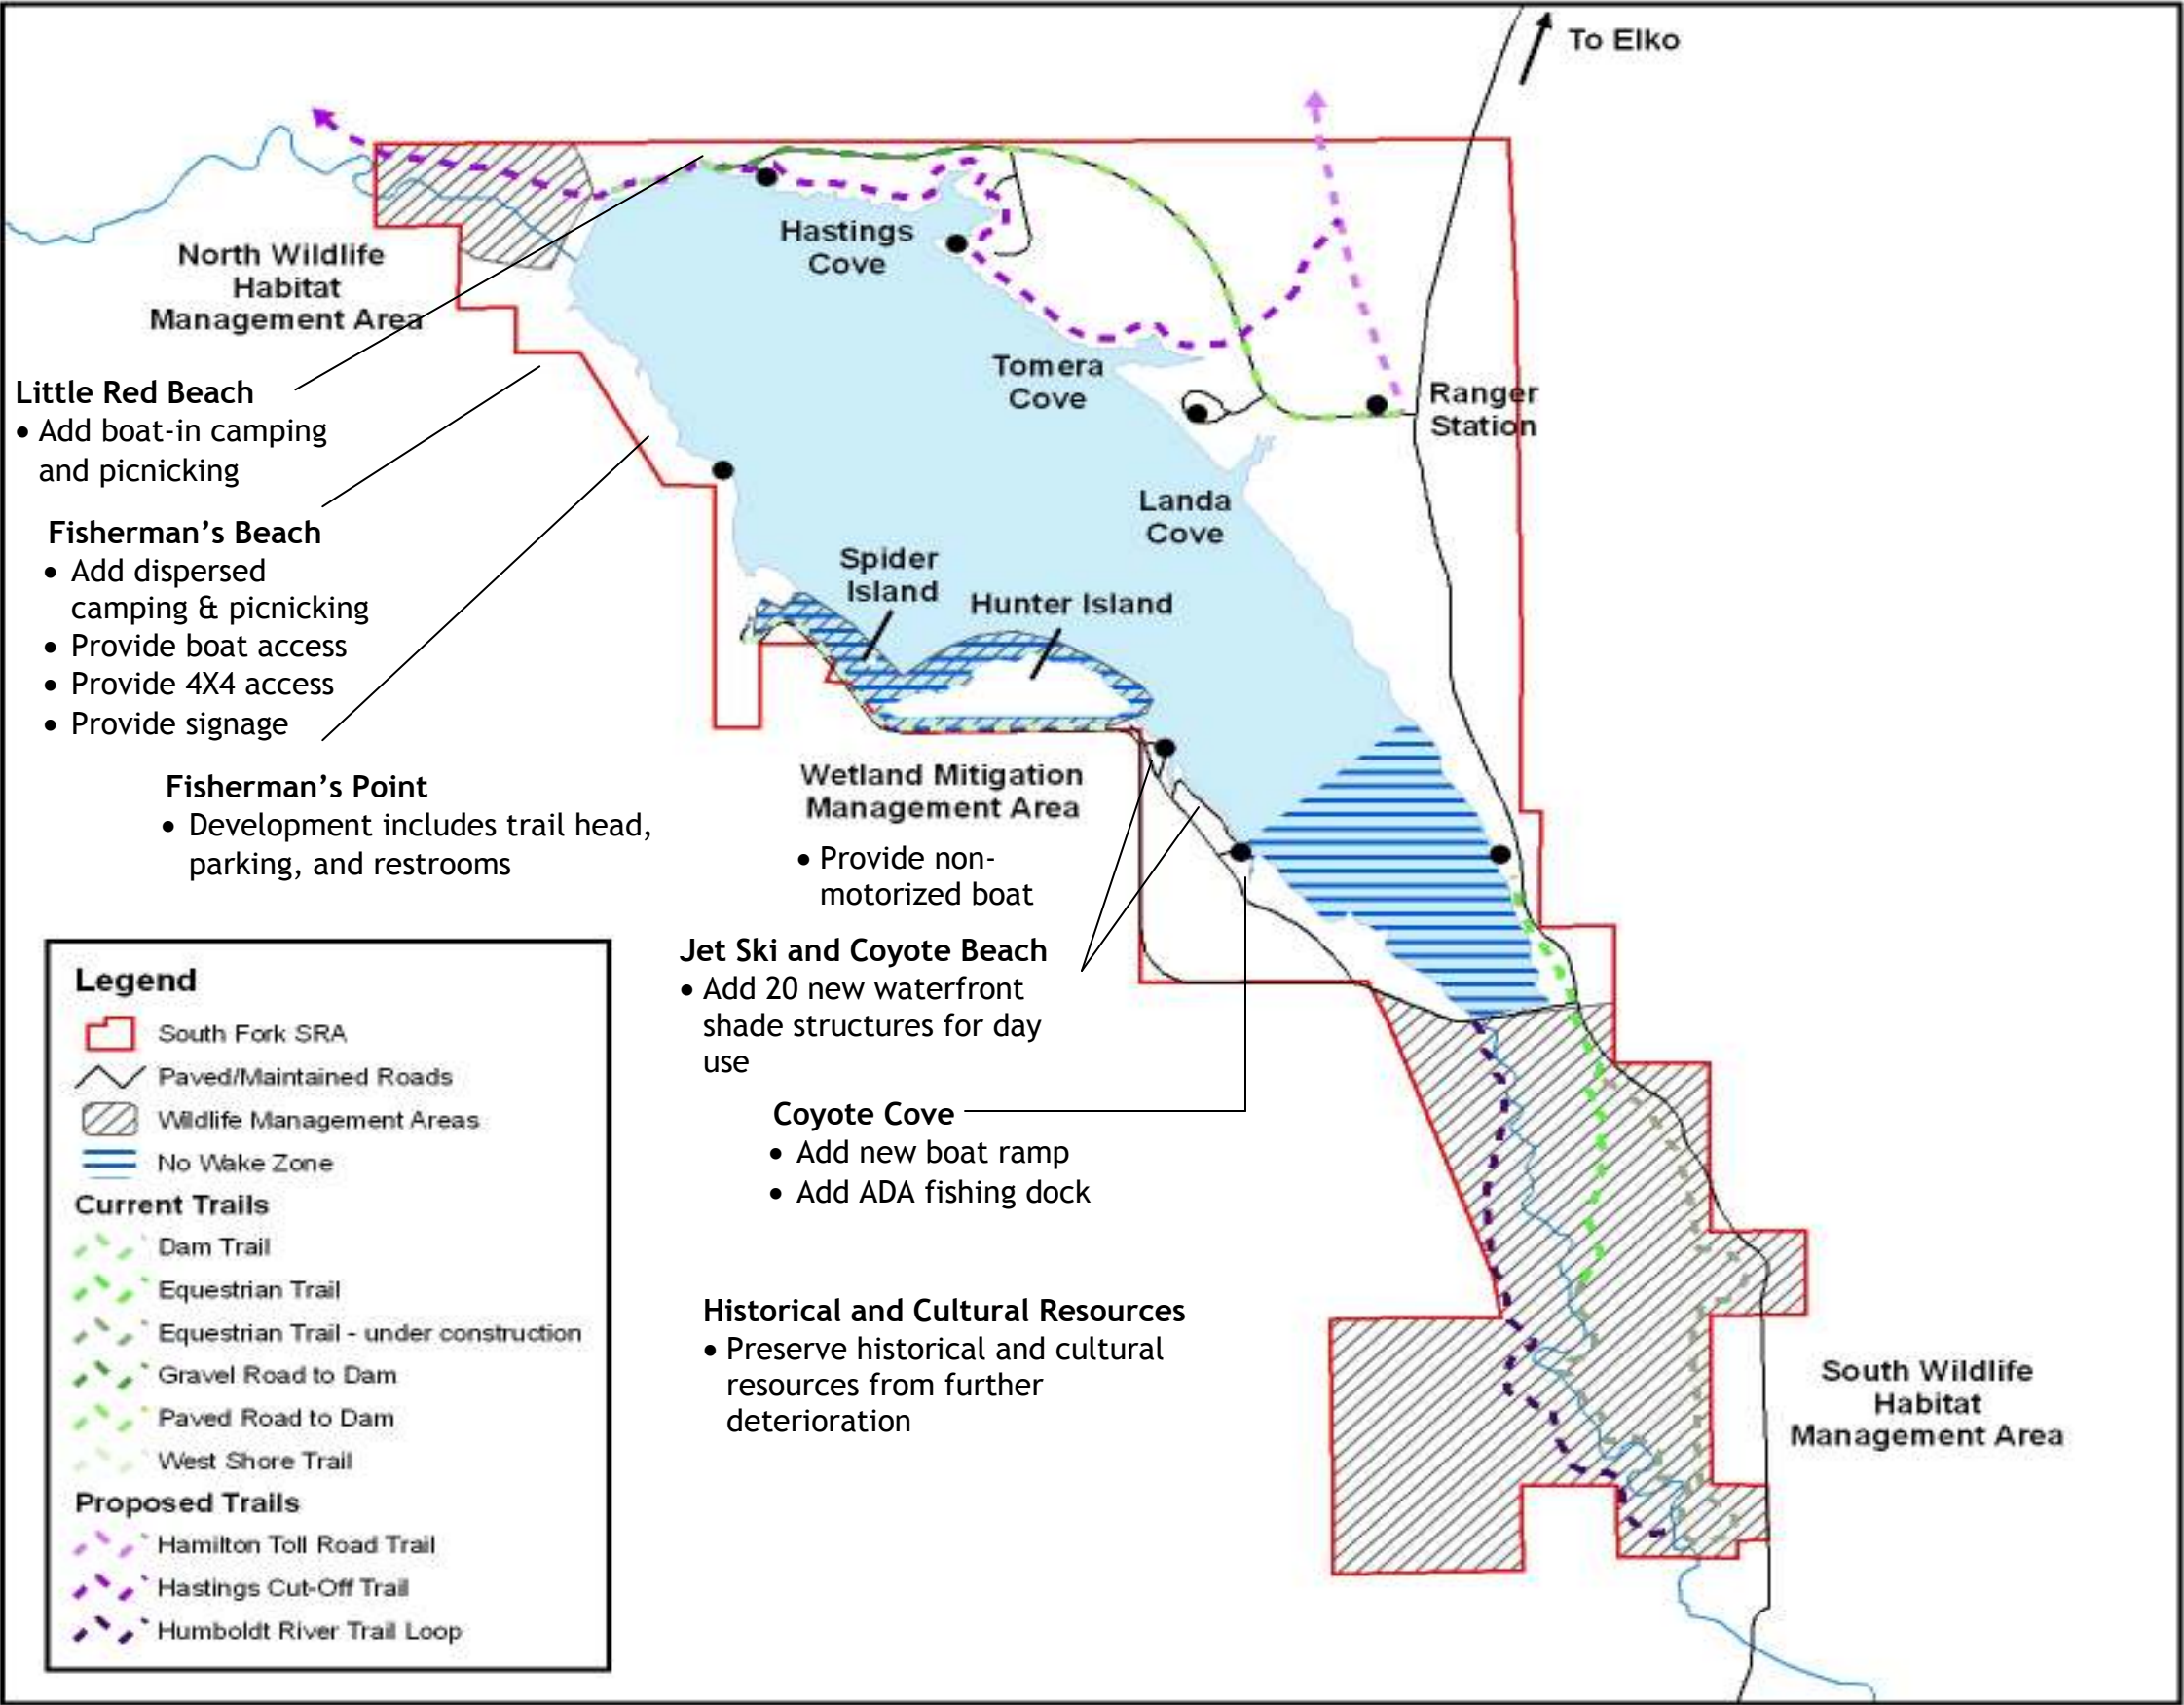 To Elko
North Wildlife
Habitat
Management Area
Hastings
Cove
Tomera
Cove
Ranger
Station
Landa
Cove
Spider
Island
Hunter Island
Little Red Beach
• Add boat-in camping
and picnicking
Fisherman’s Beach
• Add dispersed
camping & picnicking
• Provide boat access
• Provide 4X4 access
• Provide signage
Fisherman’s Point
• Development includes trail head,
parking, and restrooms
Wetland Mitigation
Management Area
• Provide non-
motorized boat
Jet Ski and Coyote Beach
• Add 20 new waterfront
shade structures for day
use
Coyote Cove
• Add new boat ramp
• Add ADA fishing dock
Historical and Cultural Resources
• Preserve historical and cultural
resources from further
deterioration
South Wildlife
Habitat
Management Area
Legend
South Fork SRA
Paved/Maintained Roads
Wildlife Management Areas
No Wake Zone
Current Trails
Dam Trail
Equestrian Trail
Equestrian Trail - under construction
Gravel Road to Dam
Paved Road to Dam
West Shore Trail
Proposed Trails
Hamilton Toll Road Trail
Hastings Cut-Off Trail
Humboldt River Trail Loop